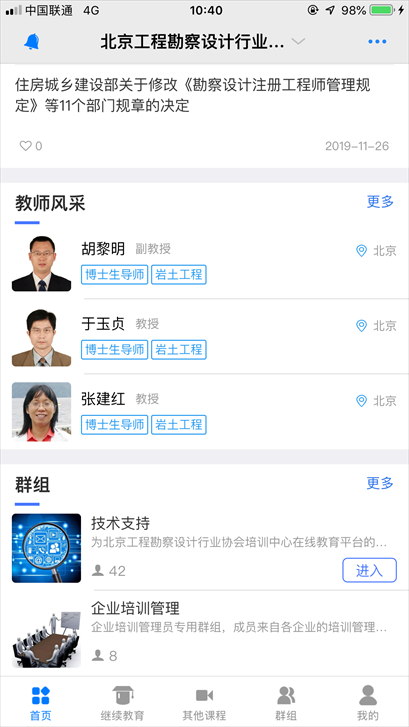 中国联通 4G 10:40 98%
北京工程勘察设计行业...
住房城乡建设部关于修改《勘察设计注册工程师管理规
定》等11个部门规章的决定
0 2019-11-26
教师风采 更多
胡黎明 副教授 北京
博士生导师 岩土工程
于玉贞 教授 北京
博士生导师 岩土工程
张建红 教授 北京
博士生导师 岩土工程
群组 更多
技术支持
为北京工程勘察设计行业协会培训中心在线教育平台的...
42 进入
企业培训管理
企业培训管理员专用群组，成员来自各企业的培训管理...
8
首页 继续教育 其他课程 群组 我的